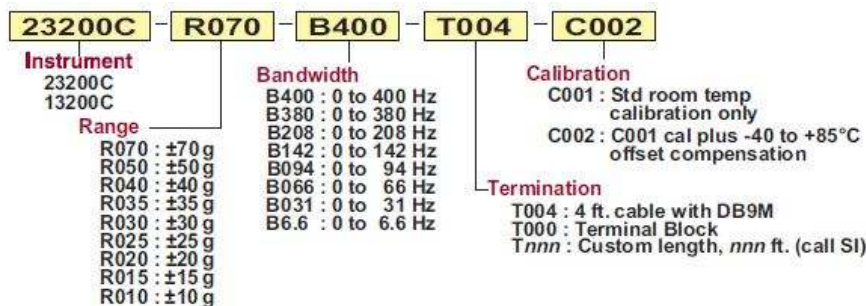 23200C - R070 - B400 - T004 - C002
Instrument
23200C
13200C
Range
R070 : ±70 g
R050 : ±50 g
R040 : ±40 g
R035 : ±35 g
R030 : ±30 g
R025 : ±25 g
R020 : ±20 g
R015 : ±15 g
R010 : ±10 g
Bandwidth
B400 : 0 to 400 Hz
B380 : 0 to 380 Hz
B208 : 0 to 208 Hz
B142 : 0 to 142 Hz
B094 : 0 to 94 Hz
B066 : 0 to 66 Hz
B031 : 0 to 31 Hz
B6.6 : 0 to 6.6 Hz
Termination
T004 : 4 ft. cable with DB9M
T000 : Terminal Block
Tnnn : Custom length, nnn ft. (call SI)
Calibration
C001 : Std room temp
calibration only
C002 : C001 cal plus -40 to +85°C
offset compensation